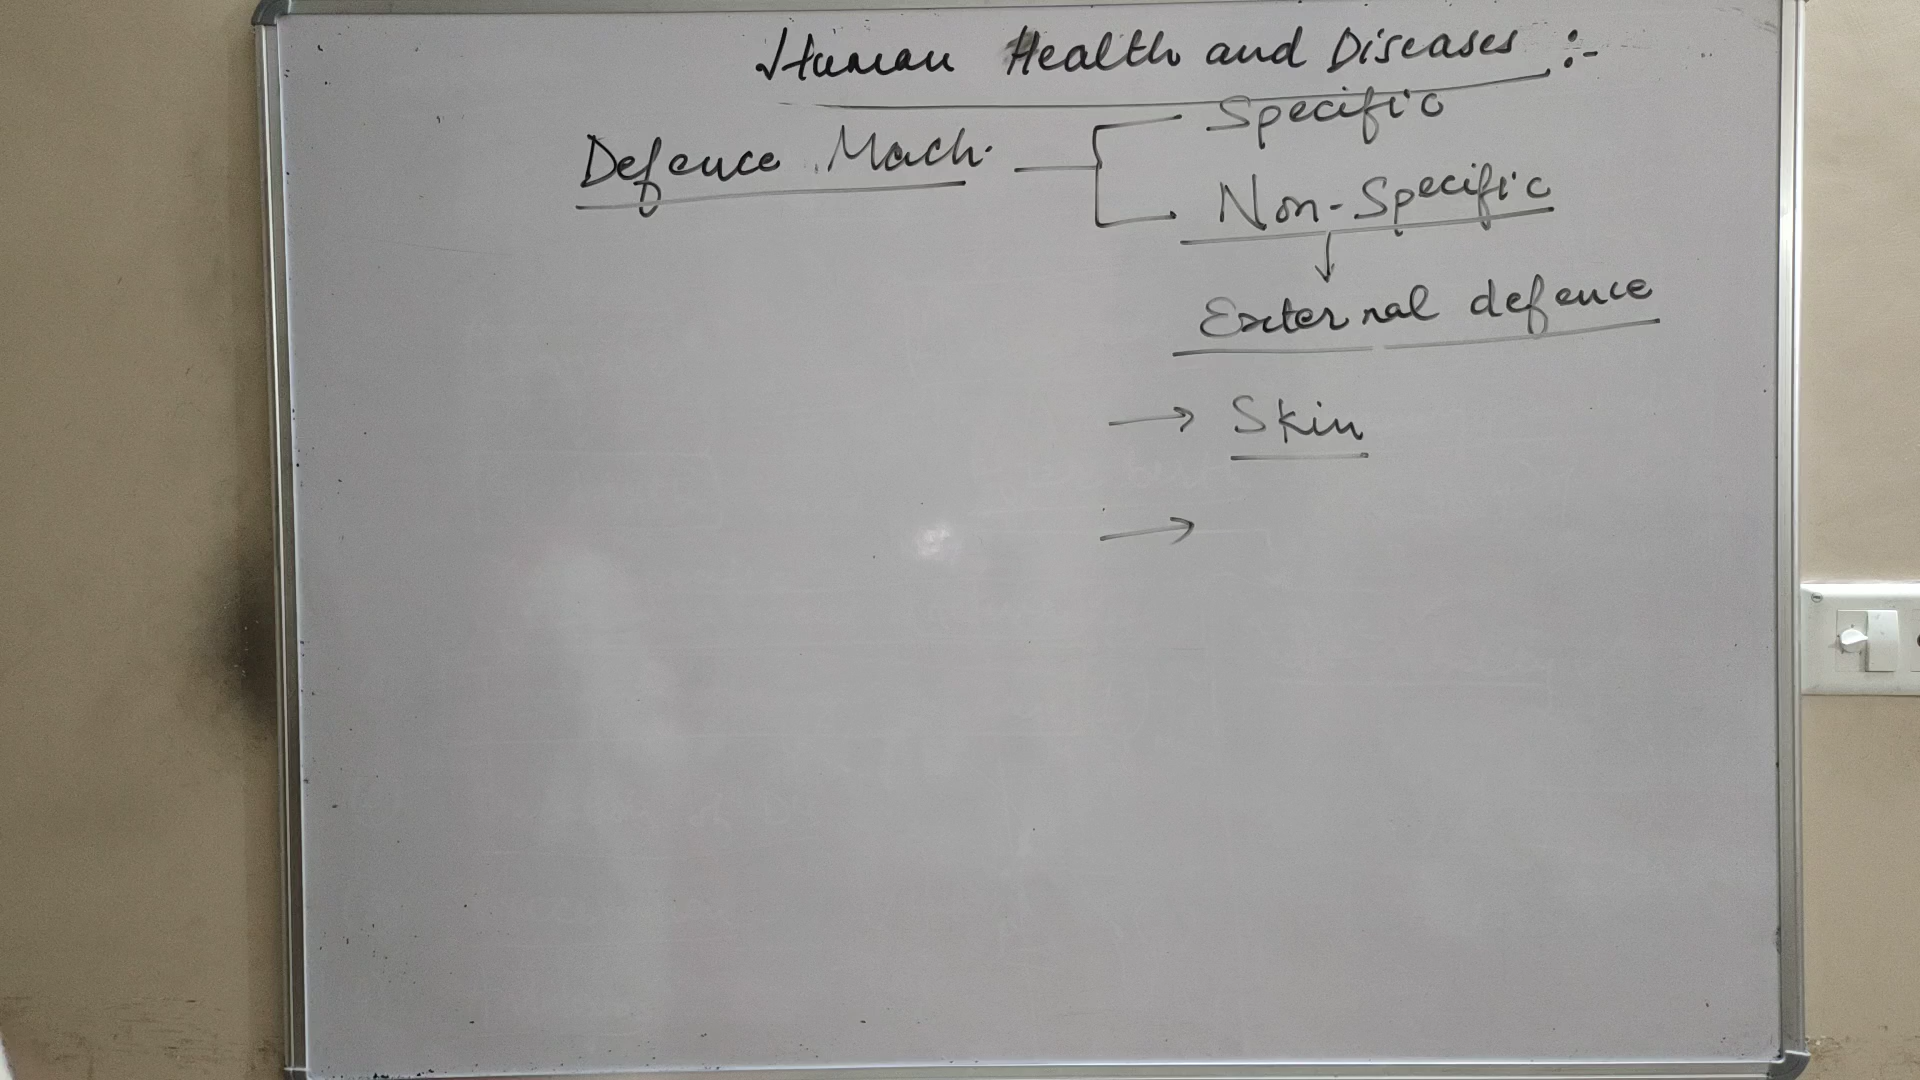 Human Health and Diseases :-
Defence Mach.
Specific
Non-Specific
External defence
→ Skin
→